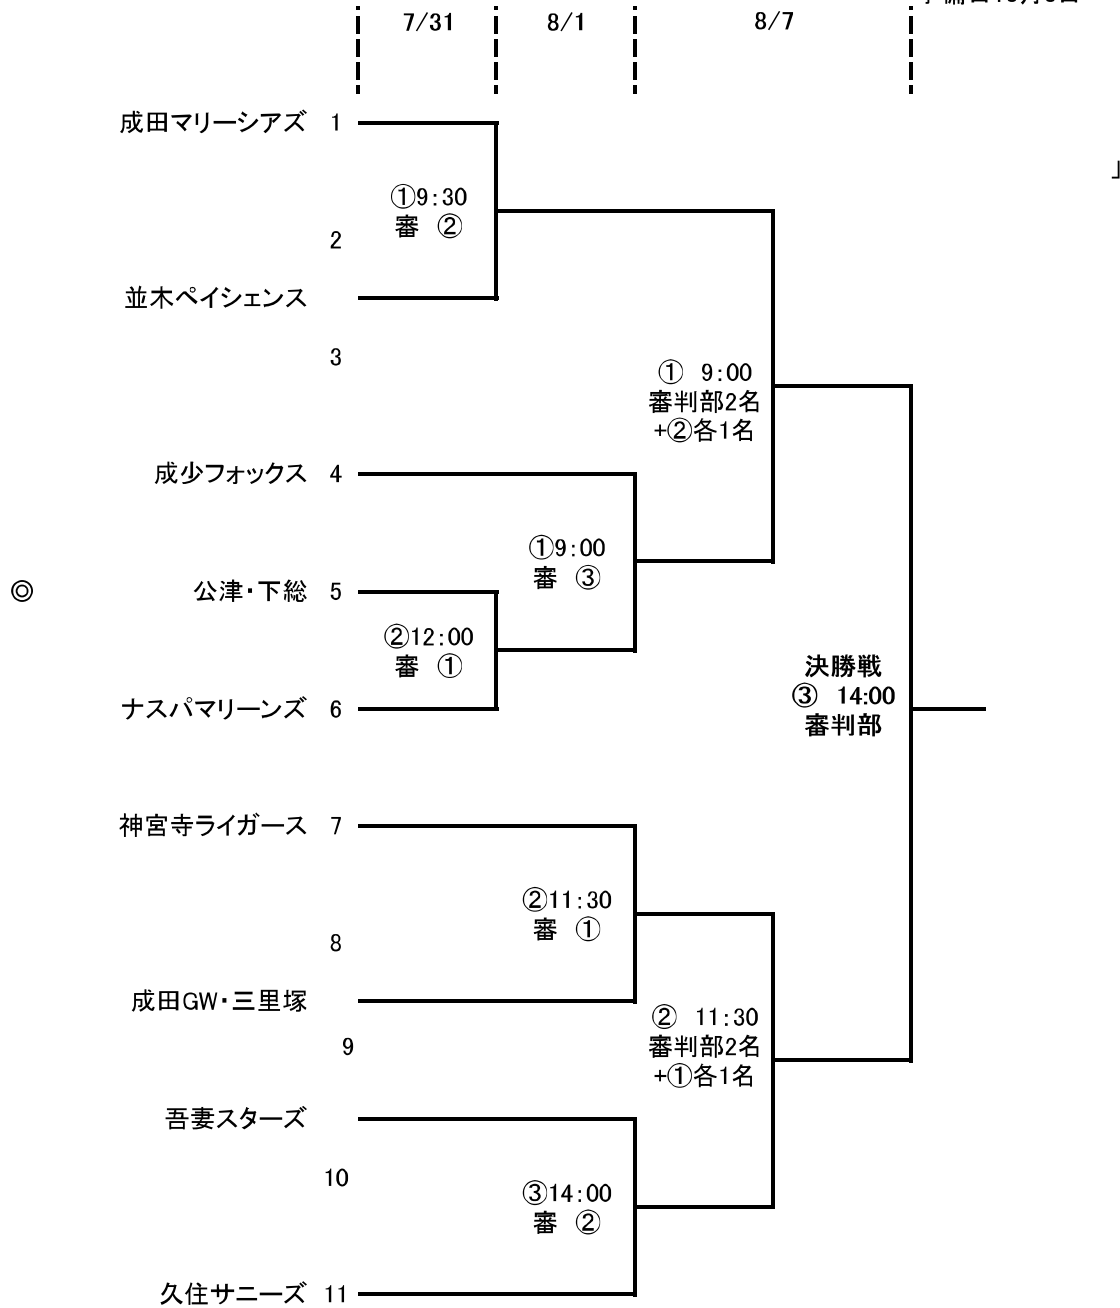 7/31 8/1 8/7
成田マリーシアズ 1
」
①9:30
審 ②
2
並木ペイシェンス
3
① 9:00
審判部2名
+②各1名
成少フォックス 4
①9:00
審 ③
◎ 公津・下総 5
②12:00
審 ①
決勝戦
③ 14:00
審判部
ナスパマリーンズ 6
神宮寺ライガース 7
②11:30
審 ①
8
成田GW・三里塚
② 11:30
審判部2名
+①各1名
9
吾妻スターズ
10
③14:00
審 ②
久住サニーズ 11